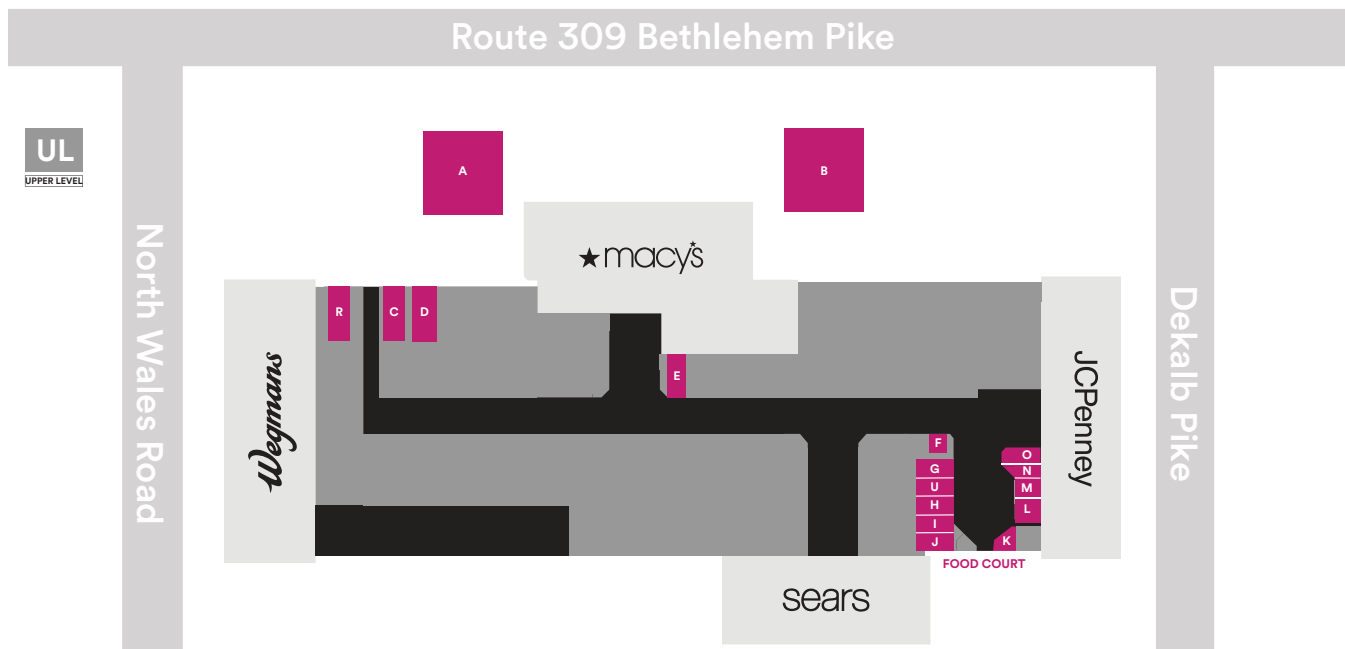 Route 309 Bethlehem Pike
UL
UPPER LEVEL
A
B
North Wales Road
Dekalb Pike
macy's
Wegmans
R
C
D
E
JCPenney
F
G
U
H
I
J
O
N
M
L
K
FOOD COURT
sears